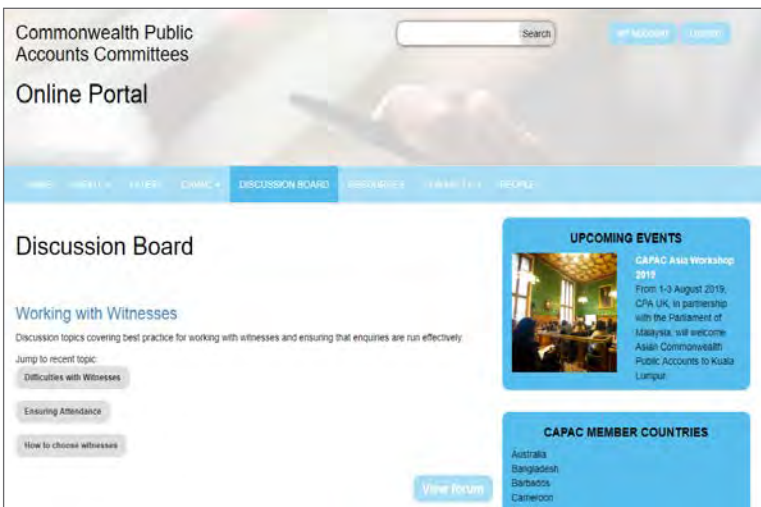 Commonwealth Public
Accounts Committees
Online Portal
Search
MY ACCOUNT
LOGOUT
DISCUSSION BOARD
PEOPLE
Discussion Board
Working with Witnesses
Discussion topics covering best practice for working with witnesses and ensuring that enquiries are run effectively.
Jump to recent topic:
Difficulties with Witnesses
Ensuring Attendance
How to choose witnesses
View forum
UPCOMING EVENTS
CAPAC Asia Workshop
2019
From 1-3 August 2019,
CPA UK, in partnership
with the Parliament of
Malaysia, will welcome
Asian Commonwealth
Public Accounts to Kuala
Lumpur.
CAPAC MEMBER COUNTRIES
Australia
Bangladesh
Barbados
Cameroon